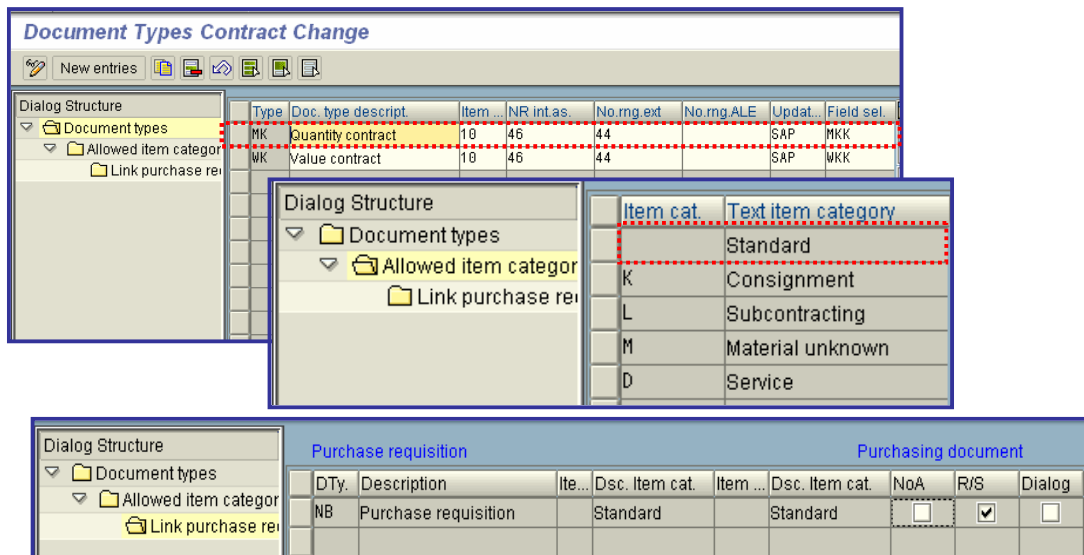 Document Types Contract Change
New entries
Dialog Structure
Document types
Allowed item categor
Link purchase re
Type Doc. type descript. Item ... NR int.as. No.rng.ext No.rng.ALE Updat... Field sel.
MK Quantity contract 10 46 44 SAP MKK
WK Value contract 10 46 44 SAP WKK
Dialog Structure
Document types
Allowed item categor
Link purchase re
Item cat. Text item category
Standard
K Consignment
L Subcontracting
M Material unknown
D Service
Dialog Structure
Document types
Allowed item categor
Link purchase re
Purchase requisition Purchasing document
DTy. Description Ite... Dsc. Item cat. Item ... Dsc. Item cat. NoA R/S Dialog
NB Purchase requisition Standard Standard